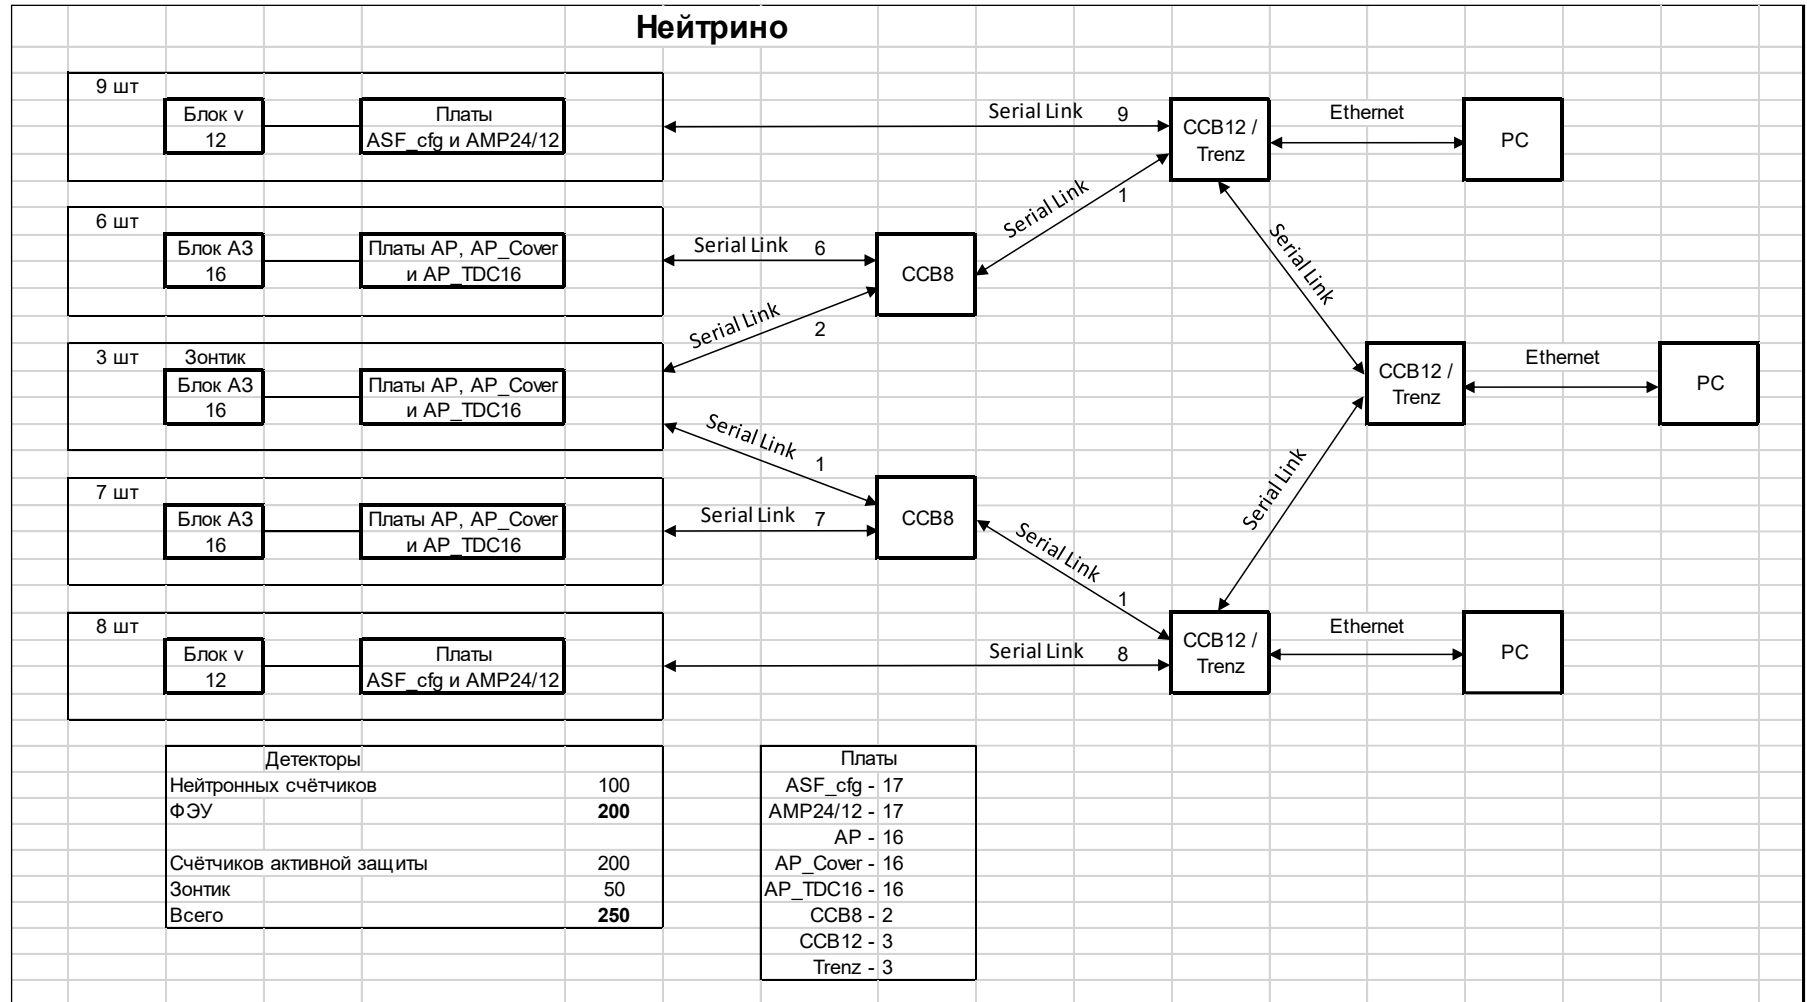 Нейтрино
9 шт
Блок v
12
Платы
ASF_cfg и AMP24/12
Serial Link 9
CCB12 /
Trenz
Ethernet
PC
6 шт
Блок АЗ
16
Платы AP, AP_Cover
и AP_TDC16
Serial Link 6
CCB8
Serial Link
1
Serial Link
2
Serial Link
3 шт
Зонтик
Блок АЗ
16
Платы AP, AP_Cover
и AP_TDC16
CCB12 /
Trenz
Ethernet
PC
Serial Link
1
7 шт
Блок АЗ
16
Платы AP, AP_Cover
и AP_TDC16
Serial Link 7
CCB8
Serial Link
1
Serial Link
8 шт
Блок v
12
Платы
ASF_cfg и AMP24/12
Serial Link 8
CCB12 /
Trenz
Ethernet
PC
Детекторы
Нейтронных счётчиков 100
ФЭУ 200
Счётчиков активной защиты 200
Зонтик 50
Всего 250
Платы
ASF_cfg - 17
AMP24/12 - 17
AP - 16
AP_Cover - 16
AP_TDC16 - 16
CCB8 - 2
CCB12 - 3
Trenz - 3